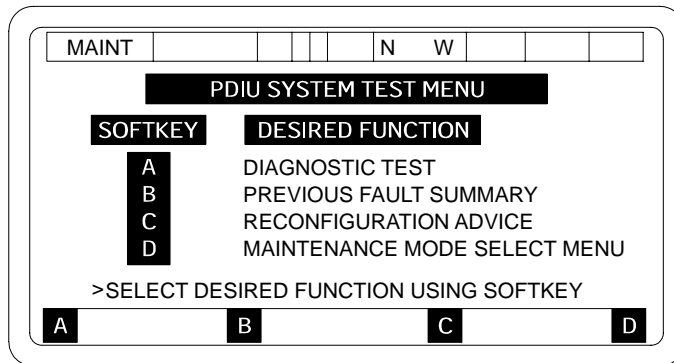 MAINT N W
PDIU SYSTEM TEST MENU
SOFTKEY DESIRED FUNCTION
A DIAGNOSTIC TEST
B PREVIOUS FAULT SUMMARY
C RECONFIGURATION ADVICE
D MAINTENANCE MODE SELECT MENU
>SELECT DESIRED FUNCTION USING SOFTKEY
A B C D